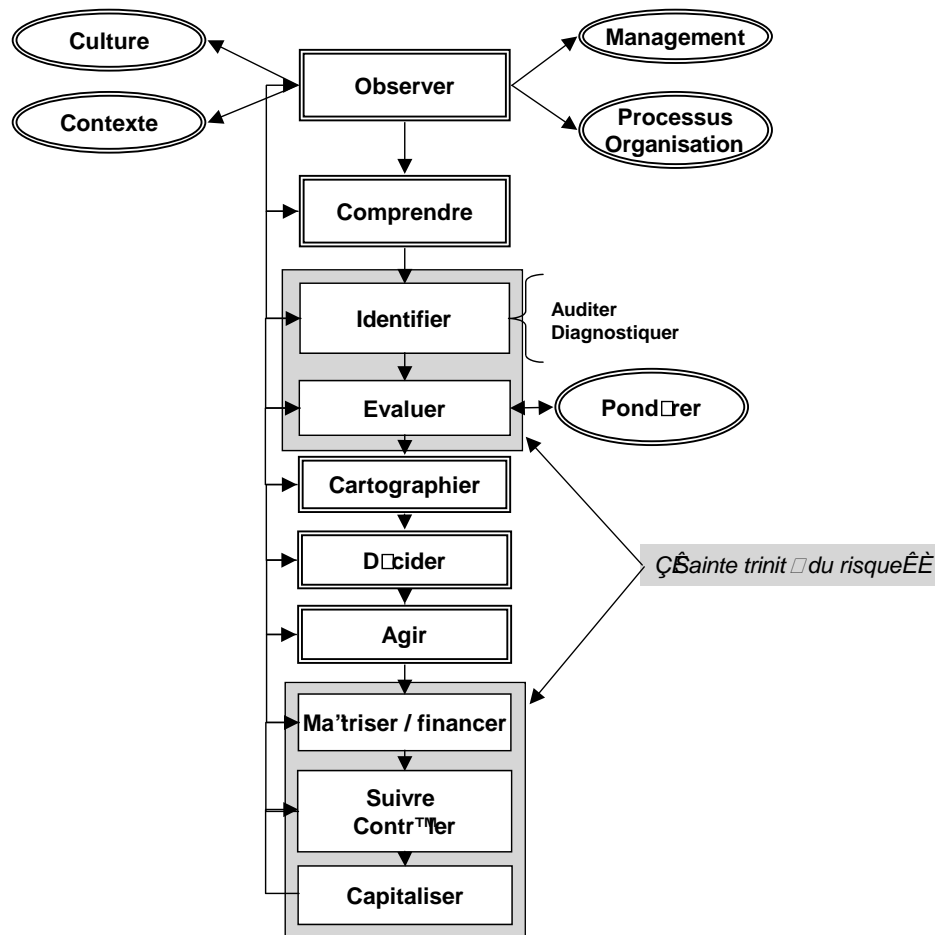 Culture
Management
Observer
Contexte
Processus
Organisation
Comprendre
Identifier
Auditer
Diagnostiquer
Evaluer
Pond□rer
Cartographier
D□cider
ÇÊSainte trinit□ du risqueÊÈ
Agir
Ma’triser / financer
Suivre
Contr™ler
Capitaliser